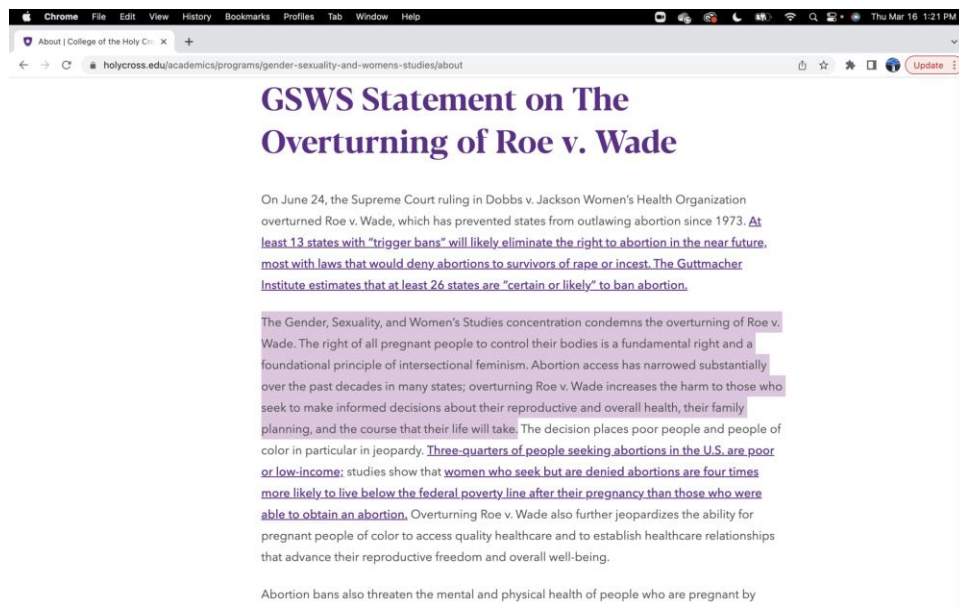 Chrome File Edit View History Bookmarks Profiles Tab Window Help Thu Mar 16 1:21 PM
About | College of the Holy Cro
holycross.edu/academics/programs/gender-sexuality-and-womens-studies/about Update
GSWS Statement on The
Overturning of Roe v. Wade
On June 24, the Supreme Court ruling in Dobbs v. Jackson Women's Health Organization
overturned Roe v. Wade, which has prevented states from outlawing abortion since 1973. At
least 13 states with "trigger bans" will likely eliminate the right to abortion in the near future,
most with laws that would deny abortions to survivors of rape or incest. The Guttmacher
Institute estimates that at least 26 states are "certain or likely" to ban abortion.
The Gender, Sexuality, and Women's Studies concentration condemns the overturning of Roe v.
Wade. The right of all pregnant people to control their bodies is a fundamental right and a
foundational principle of intersectional feminism. Abortion access has narrowed substantially
over the past decades in many states; overturning Roe v. Wade increases the harm to those who
seek to make informed decisions about their reproductive and overall health, their family
planning, and the course that their life will take. The decision places poor people and people of
color in particular in jeopardy. Three-quarters of people seeking abortions in the U.S. are poor
or low-income; studies show that women who seek but are denied abortions are four times
more likely to live below the federal poverty line after their pregnancy than those who were
able to obtain an abortion. Overturning Roe v. Wade also further jeopardizes the ability for
pregnant people of color to access quality healthcare and to establish healthcare relationships
that advance their reproductive freedom and overall well-being.
Abortion bans also threaten the mental and physical health of people who are pregnant by